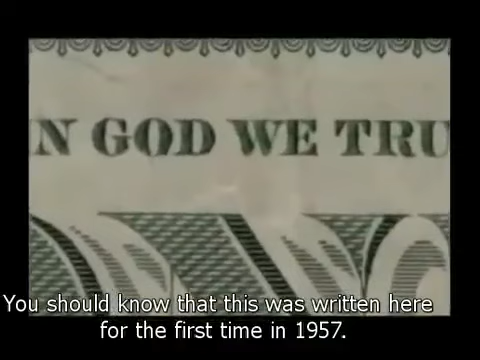 N GOD WE TRU
You should know that this was written here
for the first time in 1957.